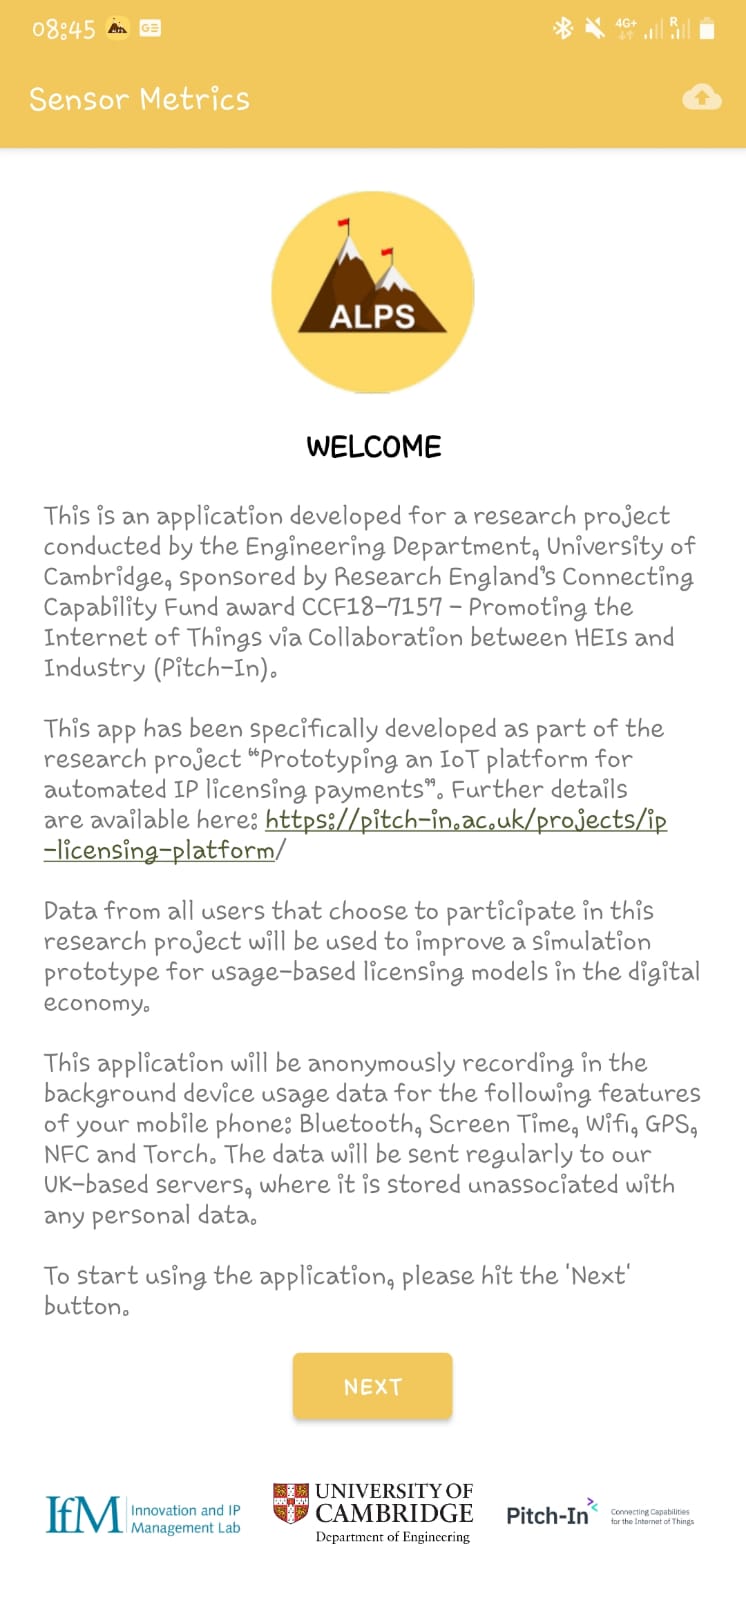 08:45
GE
4G+
R
Sensor Metrics
ALPS
WELCOME
This is an application developed for a research project
conducted by the Engineering Department, University of
Cambridge, sponsored by Research England's Connecting
Capability Fund award CCF18-7157 - Promoting the
Internet of Things via Collaboration between HEIs and
Industry (Pitch-In).
This app has been specifically developed as part of the
research project “Prototyping an IoT platform for
automated IP licensing payments”. Further details
are available here: https://pitch-in.ac.uk/projects/ip
-licensing-platform/
Data from all users that choose to participate in this
research project will be used to improve a simulation
prototype for usage-based licensing models in the digital
economy.
This application will be anonymously recording in the
background device usage data for the following features
of your mobile phone: Bluetooth, Screen Time, Wifi, GPS,
NFC and Torch. The data will be sent regularly to our
UK-based servers, where it is stored unassociated with
any personal data.
To start using the application, please hit the 'Next'
button.
NEXT
IfM Innovation and IP
Management Lab
UNIVERSITY OF
CAMBRIDGE
Department of Engineering
Pitch-In
Connecting Capabilities
for the Internet of Things